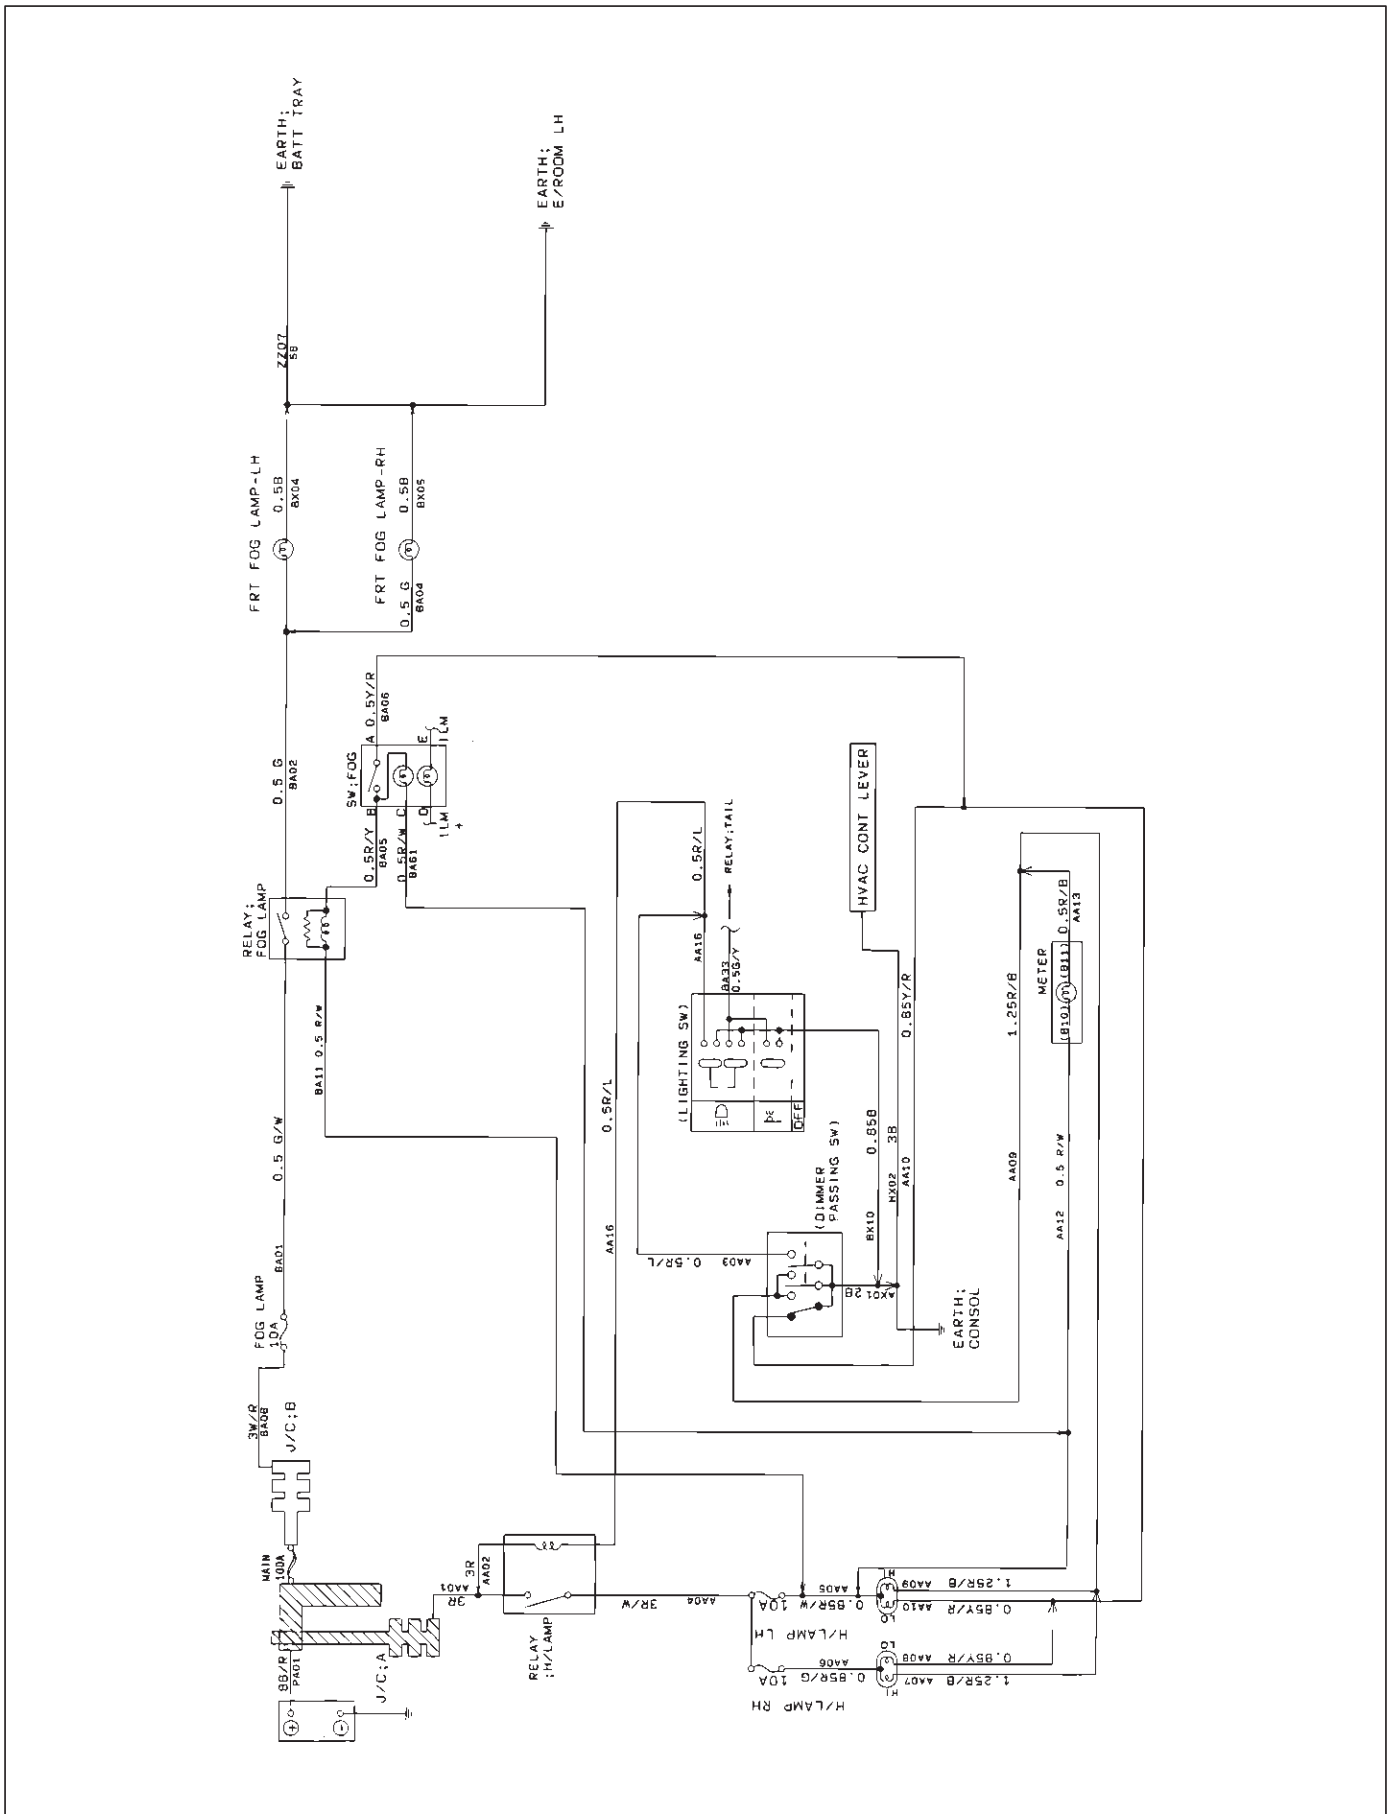 EARTH;
BATT TRAY
EARTH;
E/ROOM LH
ZZ07
5B
FRT FOG LAMP-LH
0.5B
BX04
FRT FOG LAMP-RH
0.5B
BX05
0.5 G
BA04
0.5 G
BA02
SW;FOG
A
0.5Y/R
BA06
B
C
D
E
ILM
ILM
+
0.5R/Y
BA05
0.5R/W
BA61
RELAY;
FOG LAMP
BA11 0.5 R/W
0.5 G/W
BA01
FOG LAMP
10A
3W/R
BA08
J/C;B
MAIN
100A
8B/R
PA01
J/C;A
+
-
3R
AA01
3R
AA02
RELAY
;H/LAMP
3R/W
AA04
0.5R/L
AA16
0.5R/L
AA16
BA33
0.5G/Y
RELAY;TAIL
(LIGHTING SW)
OFF
HVAC CONT LEVER
0.85Y/R
AA10
3B
HX02
0.85B
BX10
(DIMMER
PASSING SW)
AA03
0.5R/L
AX01 2B
EARTH;
CONSOL
1.25R/B
AA09
METER
(B10)
(B11)
0.5R/B
AA13
AA12
0.5 R/W
10A
H/LAMP LH
0.85R/W
AA05
HI
LO
AA09
1.25R/B
AA10
0.85Y/R
10A
H/LAMP RH
AA06
0.85R/G
LO
HI
AA08
0.85Y/R
AA07
1.25R/B